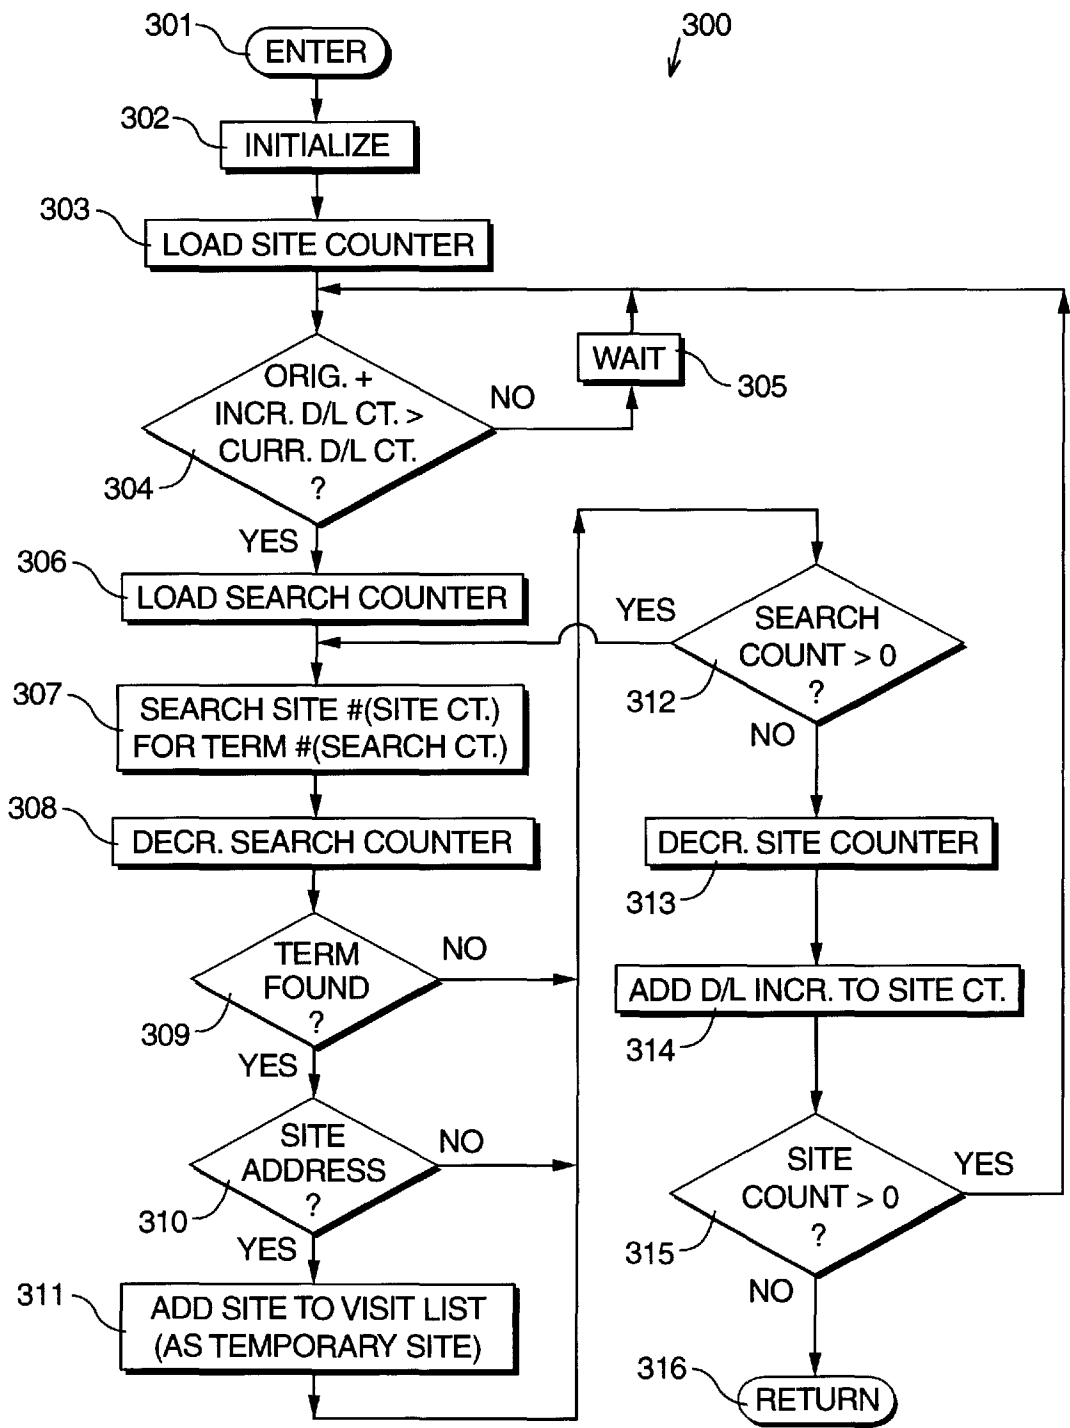 301
ENTER
300
302
INITIALIZE
303
LOAD SITE COUNTER
ORIG. +
INCR. D/L CT. >
CURR. D/L CT.
?
304
NO
WAIT
305
YES
306
LOAD SEARCH COUNTER
307
SEARCH SITE #(SITE CT.)
FOR TERM #(SEARCH CT.)
308
DECR. SEARCH COUNTER
TERM
FOUND
?
309
NO
YES
SITE
ADDRESS
?
310
NO
YES
311
ADD SITE TO VISIT LIST
(AS TEMPORARY SITE)
SEARCH
COUNT > 0
?
312
YES
NO
DECR. SITE COUNTER
313
ADD D/L INCR. TO SITE CT.
314
SITE
COUNT > 0
?
315
YES
NO
316
RETURN